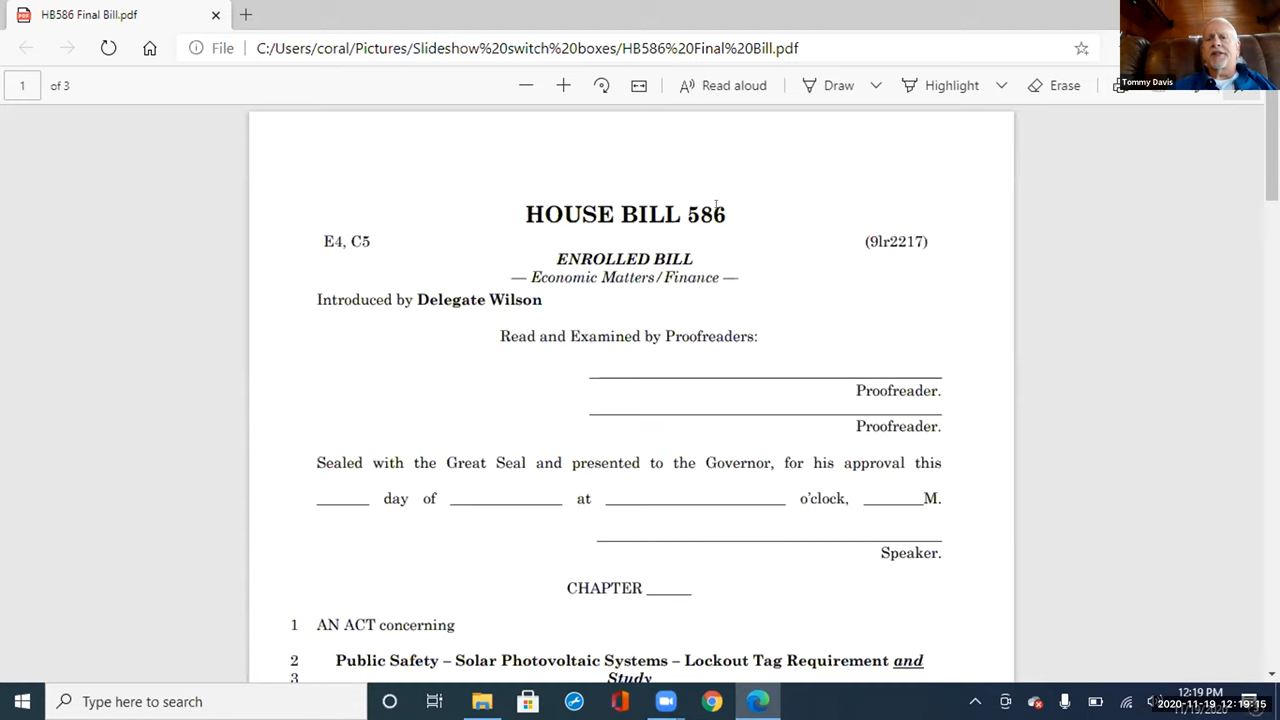 HB586 Final Bill.pdf
File
C:/Users/coral/Pictures/Slideshow%20switch%20boxes/HB586%20Final%20Bill.pdf
Tommy Davis
1 of 3
Read aloud
Draw
Highlight
Erase
HOUSE BILL 586
E4, C5 (9lr2217)
ENROLLED BILL
— Economic Matters/Finance —
Introduced by Delegate Wilson
Read and Examined by Proofreaders:
Proofreader.
Proofreader.
Sealed with the Great Seal and presented to the Governor, for his approval this
______ day of _____________ at _____________________ o'clock, _______M.
Speaker.
CHAPTER _____
1 AN ACT concerning
2 Public Safety – Solar Photovoltaic Systems – Lockout Tag Requirement and
3 Study
Type here to search
12:19 PM
2020-11-19 12:19:15